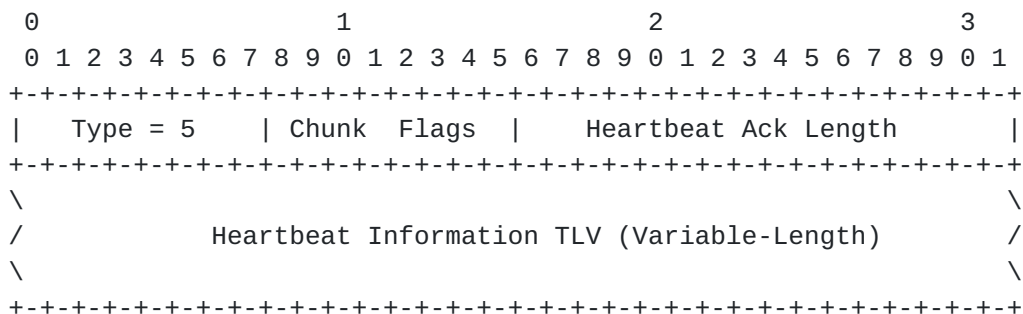 0                   1                   2                   3
 0 1 2 3 4 5 6 7 8 9 0 1 2 3 4 5 6 7 8 9 0 1 2 3 4 5 6 7 8 9 0 1
+-+-+-+-+-+-+-+-+-+-+-+-+-+-+-+-+-+-+-+-+-+-+-+-+-+-+-+-+-+-+-+-+
|   Type = 5    | Chunk  Flags  |    Heartbeat Ack Length       |
+-+-+-+-+-+-+-+-+-+-+-+-+-+-+-+-+-+-+-+-+-+-+-+-+-+-+-+-+-+-+-+-+
\                                                               \
/            Heartbeat Information TLV (Variable-Length)        /
\                                                               \
+-+-+-+-+-+-+-+-+-+-+-+-+-+-+-+-+-+-+-+-+-+-+-+-+-+-+-+-+-+-+-+-+